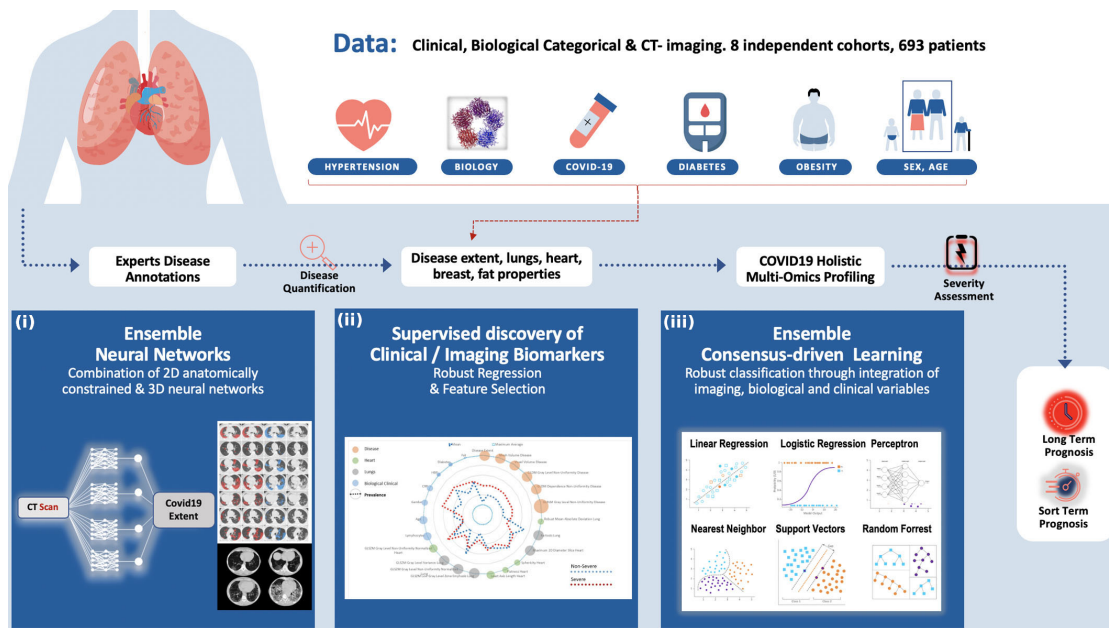 Data: Clinical, Biological Categorical & CT- imaging. 8 independent cohorts, 693 patients
HYPERTENSION
BIOLOGY
COVID-19
DIABETES
OBESITY
SEX, AGE
Experts Disease
Annotations
Disease
Quantification
Disease extent, lungs, heart,
breast, fat properties
COVID19 Holistic
Multi-Omics Profiling
Severity
Assessment
(i)
Ensemble
Neural Networks
Combination of 2D anatomically
constrained & 3D neural networks
CT Scan
Covid19
Extent
(ii)
Supervised discovery of
Clinical / Imaging Biomarkers
Robust Regression
& Feature Selection
Disease
Heart
Lungs
Biological Clinical
Prevalence
Non-Severe
Severe
(iii)
Ensemble
Consensus-driven Learning
Robust classification through integration of
imaging, biological and clinical variables
Linear Regression
Logistic Regression
Perceptron
Nearest Neighbor
Support Vectors
Random Forrest
Long Term
Prognosis
Sort Term
Prognosis